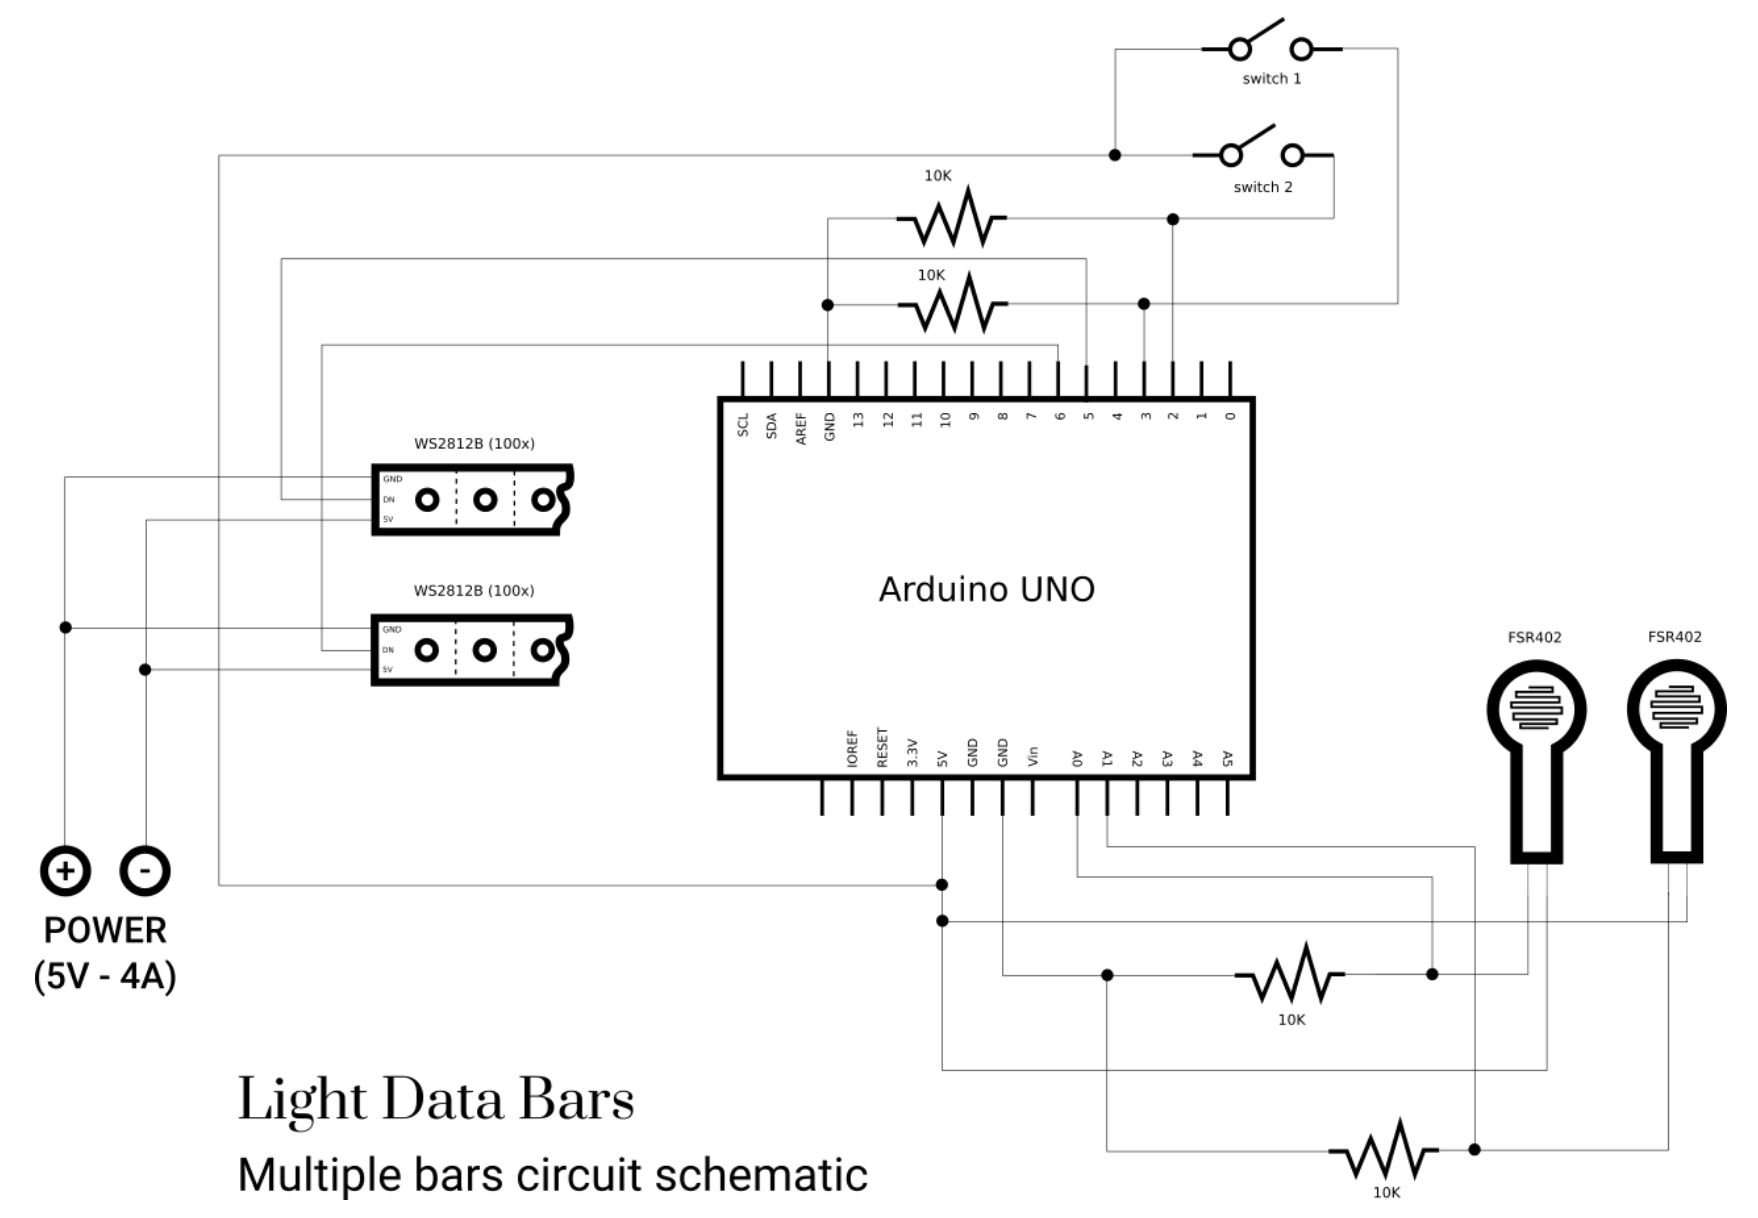 switch 1
switch 2
10K
10K
SCL SDA AREF GND 13 12 11 10 9 8 7 6 5 4 3 2 1 0
WS2812B (100x)
GND
DN
5V
WS2812B (100x)
GND
DN
5V
Arduino UNO
FSR402 FSR402
IOREF RESET 3.3V 5V GND GND Vin A0 A1 A2 A3 A4 A5
+ -
POWER
(5V - 4A)
10K
10K
Light Data Bars
Multiple bars circuit schematic